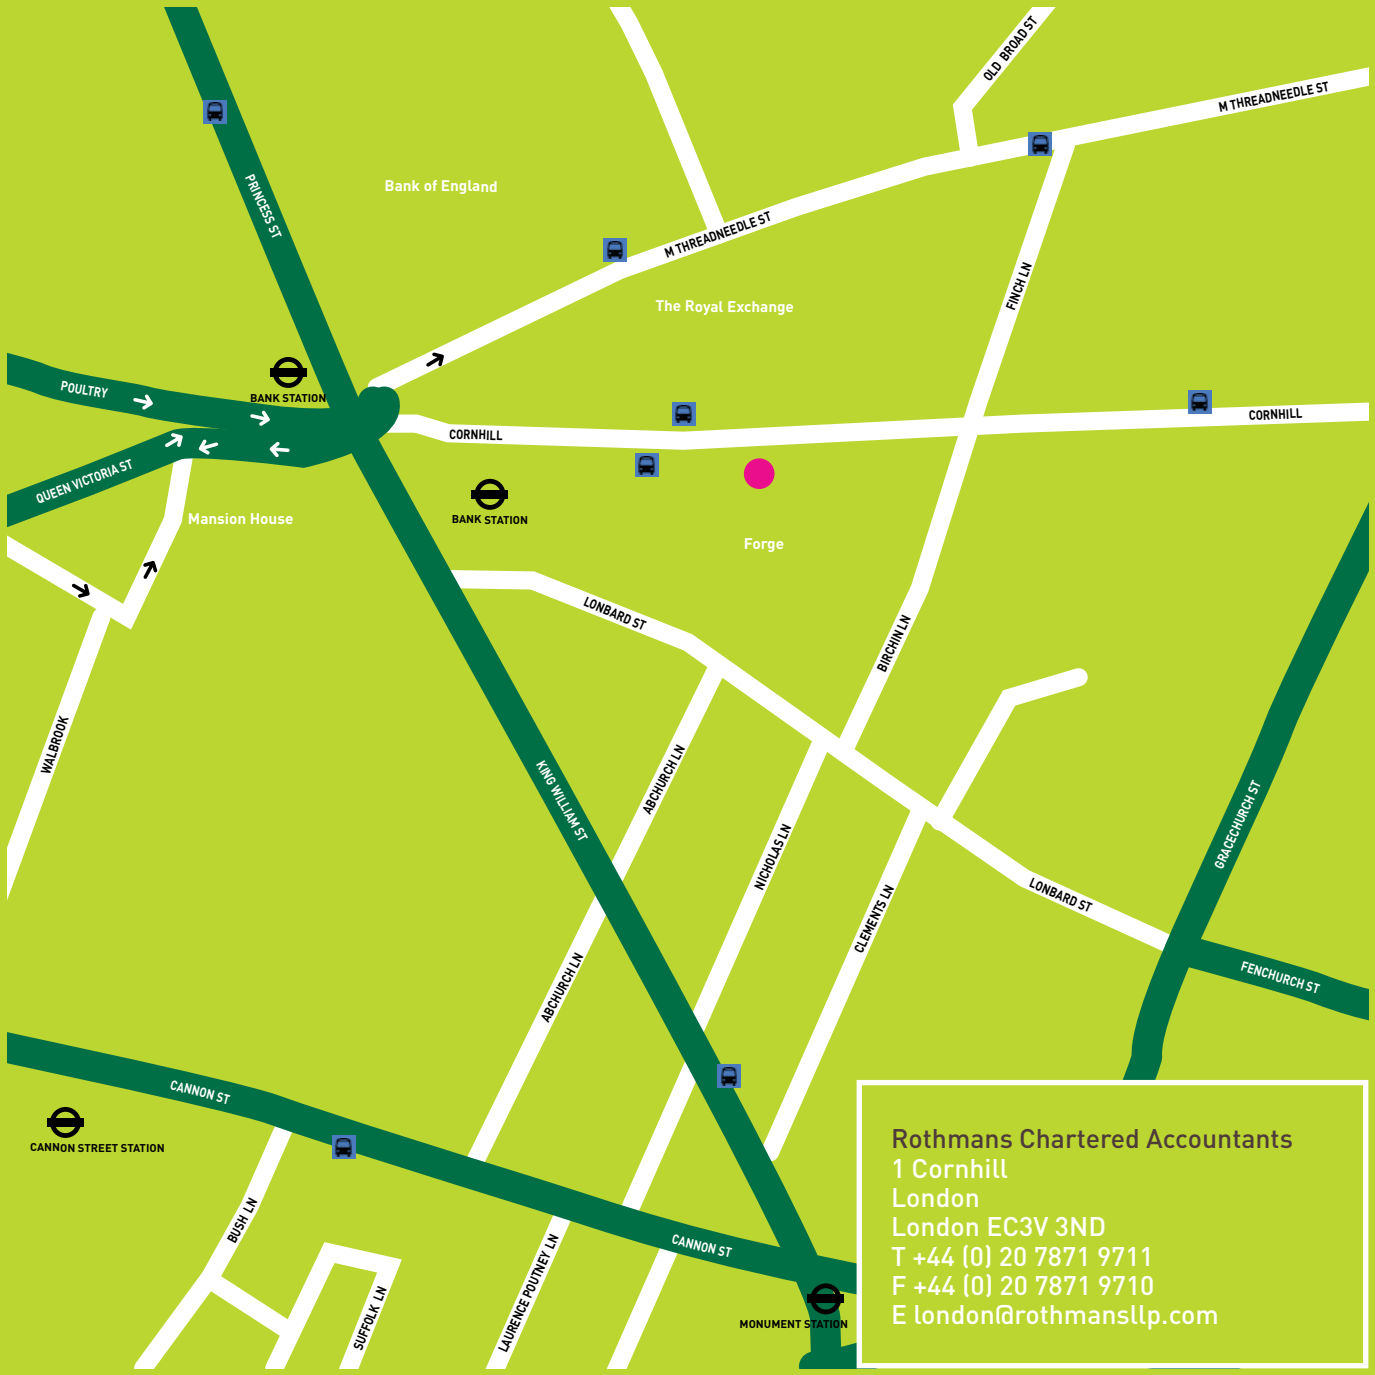 OLD BROAD ST
M THREADNEEDLE ST
PRINCESS ST
Bank of England
M THREADNEEDLE ST
FINCH LN
The Royal Exchange
POULTRY
BANK STATION
CORNHILL
CORNHILL
QUEEN VICTORIA ST
Mansion House
BANK STATION
Forge
LONBARD ST
BIRCHIN LN
WALBROOK
ABCHURCH LN
KING WILLIAM ST
NICHOLAS LN
GRACECHURCH ST
CLEMENTS LN
LONBARD ST
ABCHURCH LN
FENCHURCH ST
CANNON ST
CANNON STREET STATION
BUSH LN
CANNON ST
LAURENCE POUTNEY LN
SUFFOLK LN
MONUMENT STATION
Rothmans Chartered Accountants
1 Cornhill
London
London EC3V 3ND
T +44 (0) 20 7871 9711
F +44 (0) 20 7871 9710
E london@rothmansllp.com